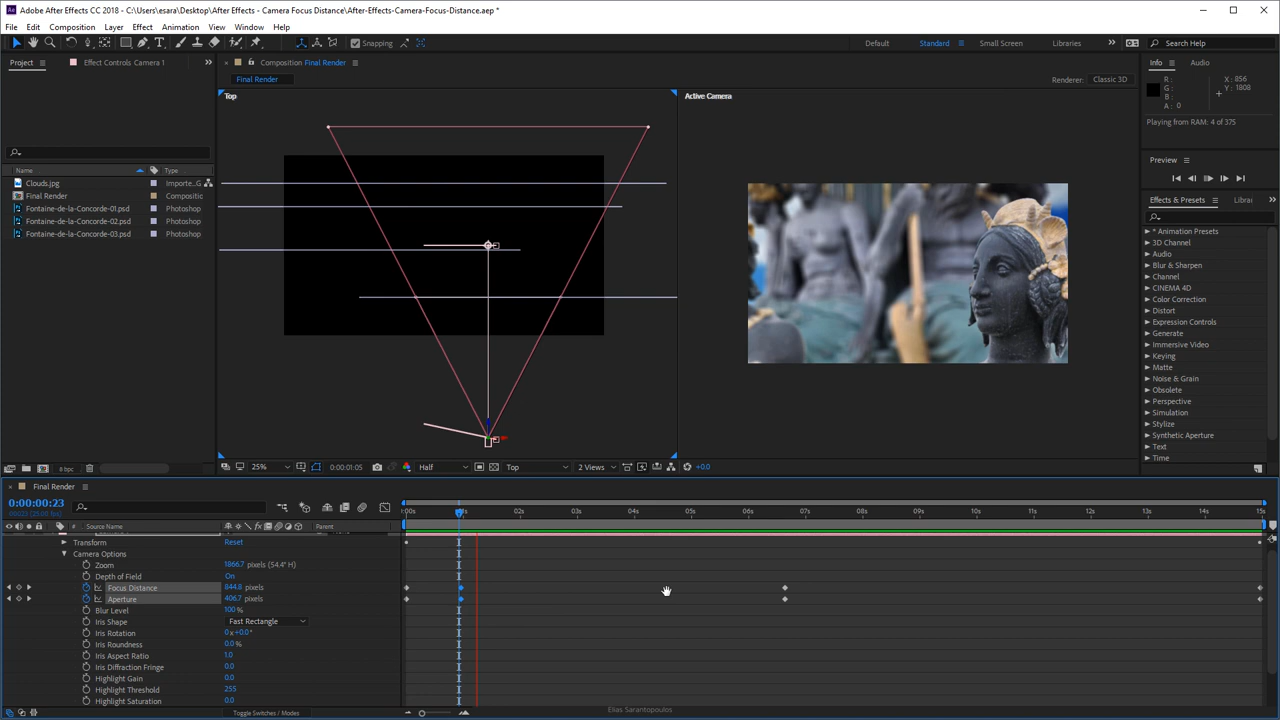 Adobe After Effects CC 2018 - C:\Users\esara\Desktop\After Effects - Camera Focus Distance\After-Effects-Camera-Focus-Distance.aep *
File Edit Composition Layer Effect Animation View Window Help
Snapping Default Standard Small Screen Libraries Search Help
Project Effect Controls Camera 1
Composition Final Render
Info Audio
Final Render
Renderer: Classic 3D
Top
Active Camera
R:
G:
B:
A: 0
X: 856
Y: 1808
Playing from RAM: 4 of 375
Preview
Name Type
Clouds.jpg Importe...G
Final Render Compositic
Fontaine-de-la-Concorde-01.psd Photoshop
Fontaine-de-la-Concorde-02.psd Photoshop
Fontaine-de-la-Concorde-03.psd Photoshop
Effects & Presets Librai
* Animation Presets
3D Channel
Audio
Blur & Sharpen
Channel
CINEMA 4D
Color Correction
Distort
Expression Controls
Generate
Immersive Video
Keying
Matte
Noise & Grain
Obsolete
Perspective
Simulation
Stylize
Synthetic Aperture
Text
Time
8 bpc
25% 0:00:01:05 Half Top 2 Views +0.0
Final Render
0:00:00:23
# Source Name Parent
02s 03s 04s 05s 06s 07s 08s 09s 10s 11s 12s 13s 14s 15s
Transform Reset
Camera Options
Zoom 1866.7 pixels (54.4° H)
Depth of Field On
Focus Distance 844.8 pixels
Aperture 406.7 pixels
Blur Level 100 %
Iris Shape Fast Rectangle
Iris Rotation 0 x+0.0°
Iris Roundness 0.0 %
Iris Aspect Ratio 1.0
Iris Diffraction Fringe 0.0
Highlight Gain 0.0
Highlight Threshold 255
Highlight Saturation 0.0
Toggle Switches / Modes
Elias Sarantopoulos